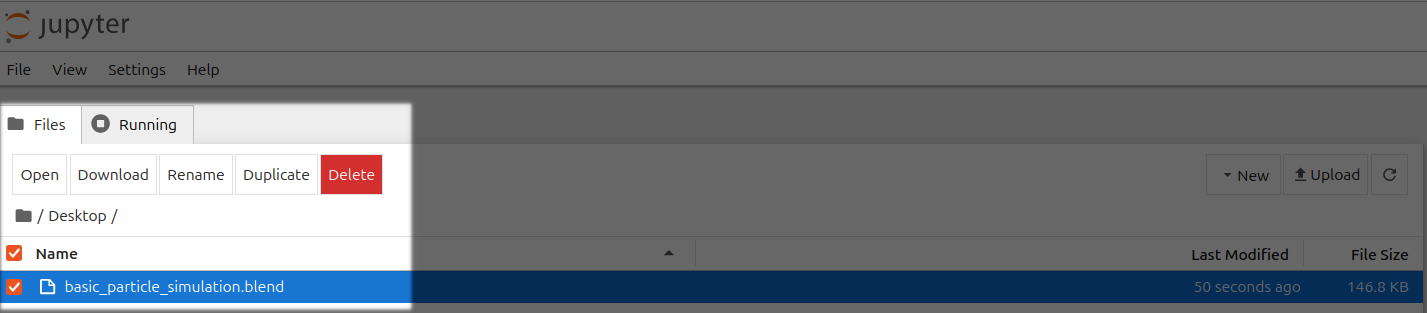 jupyter
File View Settings Help
Files Running
Open Download Rename Duplicate Delete New Upload
/ Desktop /
Name Last Modified File Size
basic_particle_simulation.blend 50 seconds ago 146.8 KB